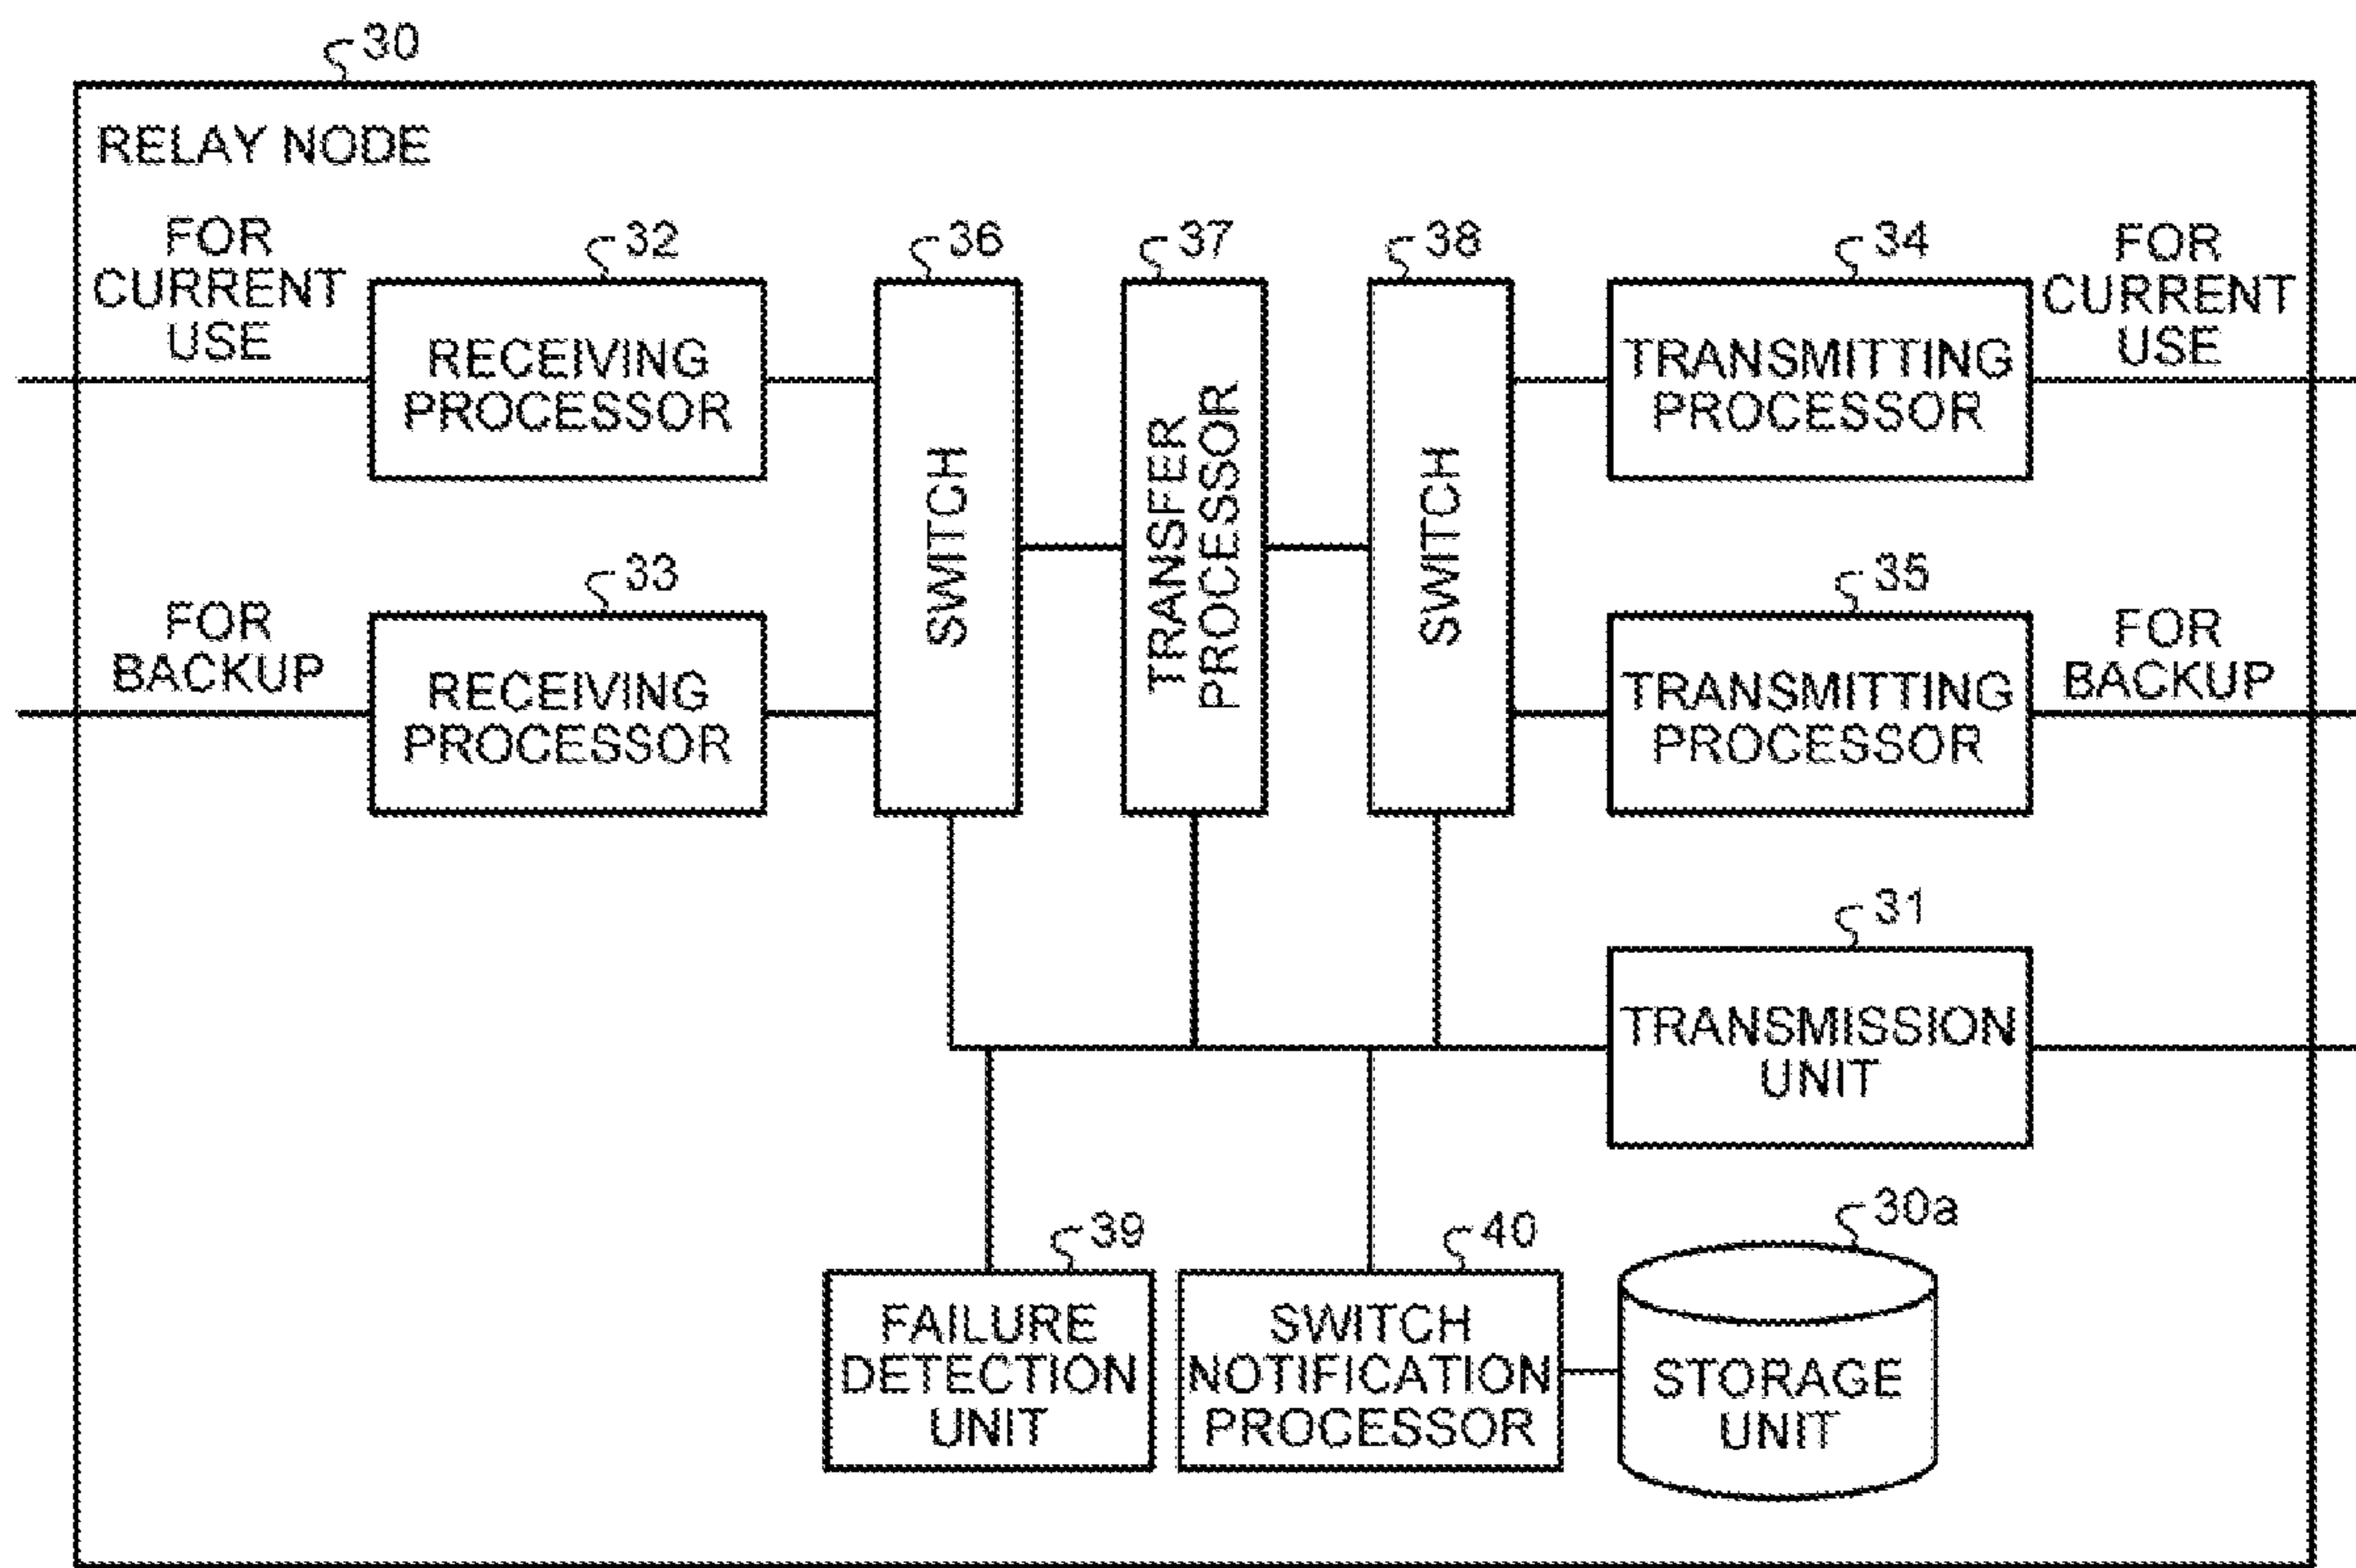 30
RELAY NODE
FOR
CURRENT
USE
32
RECEIVING
PROCESSOR
36
SWITCH
37
TRANSFER
PROCESSOR
38
SWITCH
34
TRANSMITTING
PROCESSOR
FOR
CURRENT
USE
FOR
BACKUP
33
RECEIVING
PROCESSOR
35
TRANSMITTING
PROCESSOR
FOR
BACKUP
31
TRANSMISSION
UNIT
39
FAILURE
DETECTION
UNIT
40
SWITCH
NOTIFICATION
PROCESSOR
30a
STORAGE
UNIT